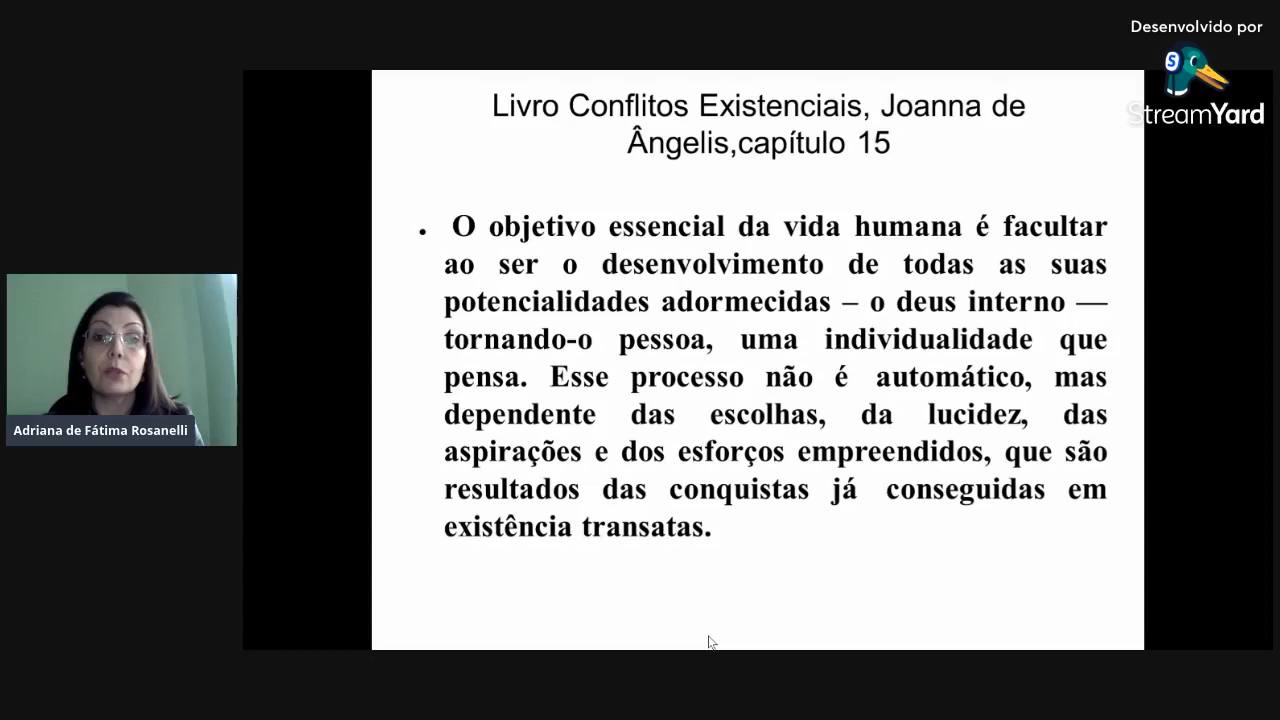 Desenvolvido por
StreamYard
Livro Conflitos Existenciais, Joanna de
Ângelis,capítulo 15
• O objetivo essencial da vida humana é facultar
ao ser o desenvolvimento de todas as suas
potencialidades adormecidas – o deus interno —
tornando-o pessoa, uma individualidade que
pensa. Esse processo não é automático, mas
dependente das escolhas, da lucidez, das
aspirações e dos esforços empreendidos, que são
resultados das conquistas já conseguidas em
existência transatas.
Adriana de Fátima Rosanelli